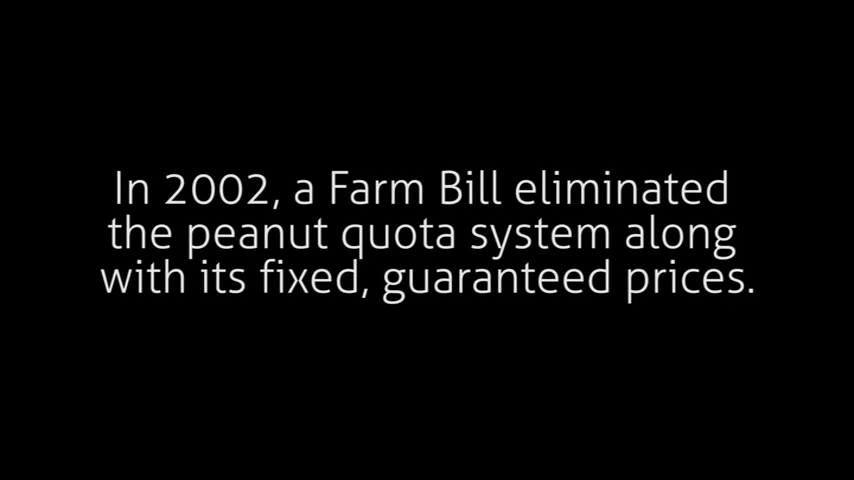 In 2002, a Farm Bill eliminated
the peanut quota system along
with its fixed, guaranteed prices.